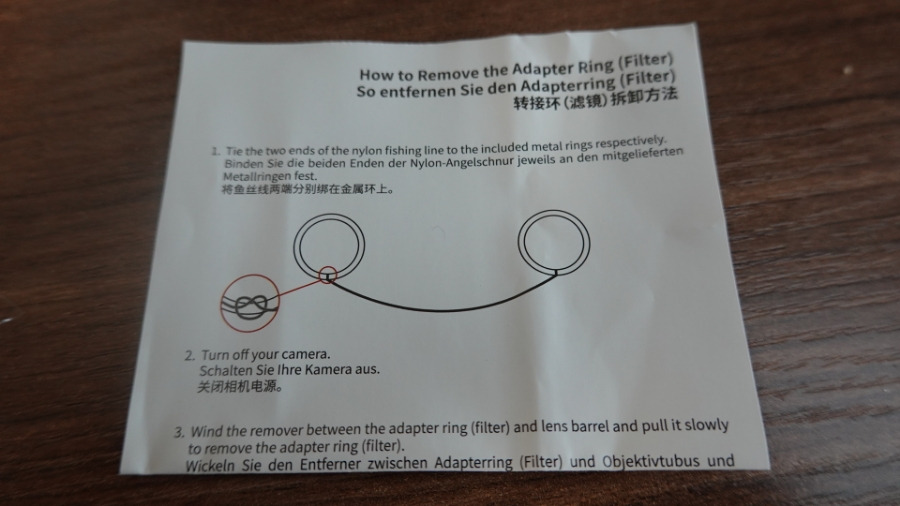 How to Remove the Adapter Ring (Filter)
So entfernen Sie den Adapterring (Filter)
转接环(滤镜)拆卸方法
1. Tie the two ends of the nylon fishing line to the included metal rings respectively.
Binden Sie die beiden Enden der Nylon-Angelschnur jeweils an den mitgelieferten
Metallringen fest.
将鱼丝线两端分别绑在金属环上。
2. Turn off your camera.
Schalten Sie Ihre Kamera aus.
关闭相机电源。
3. Wind the remover between the adapter ring (filter) and lens barrel and pull it slowly
to remove the adapter ring (filter).
Wickeln Sie den Entferner zwischen Adapterring (Filter) und Objektivtubus und